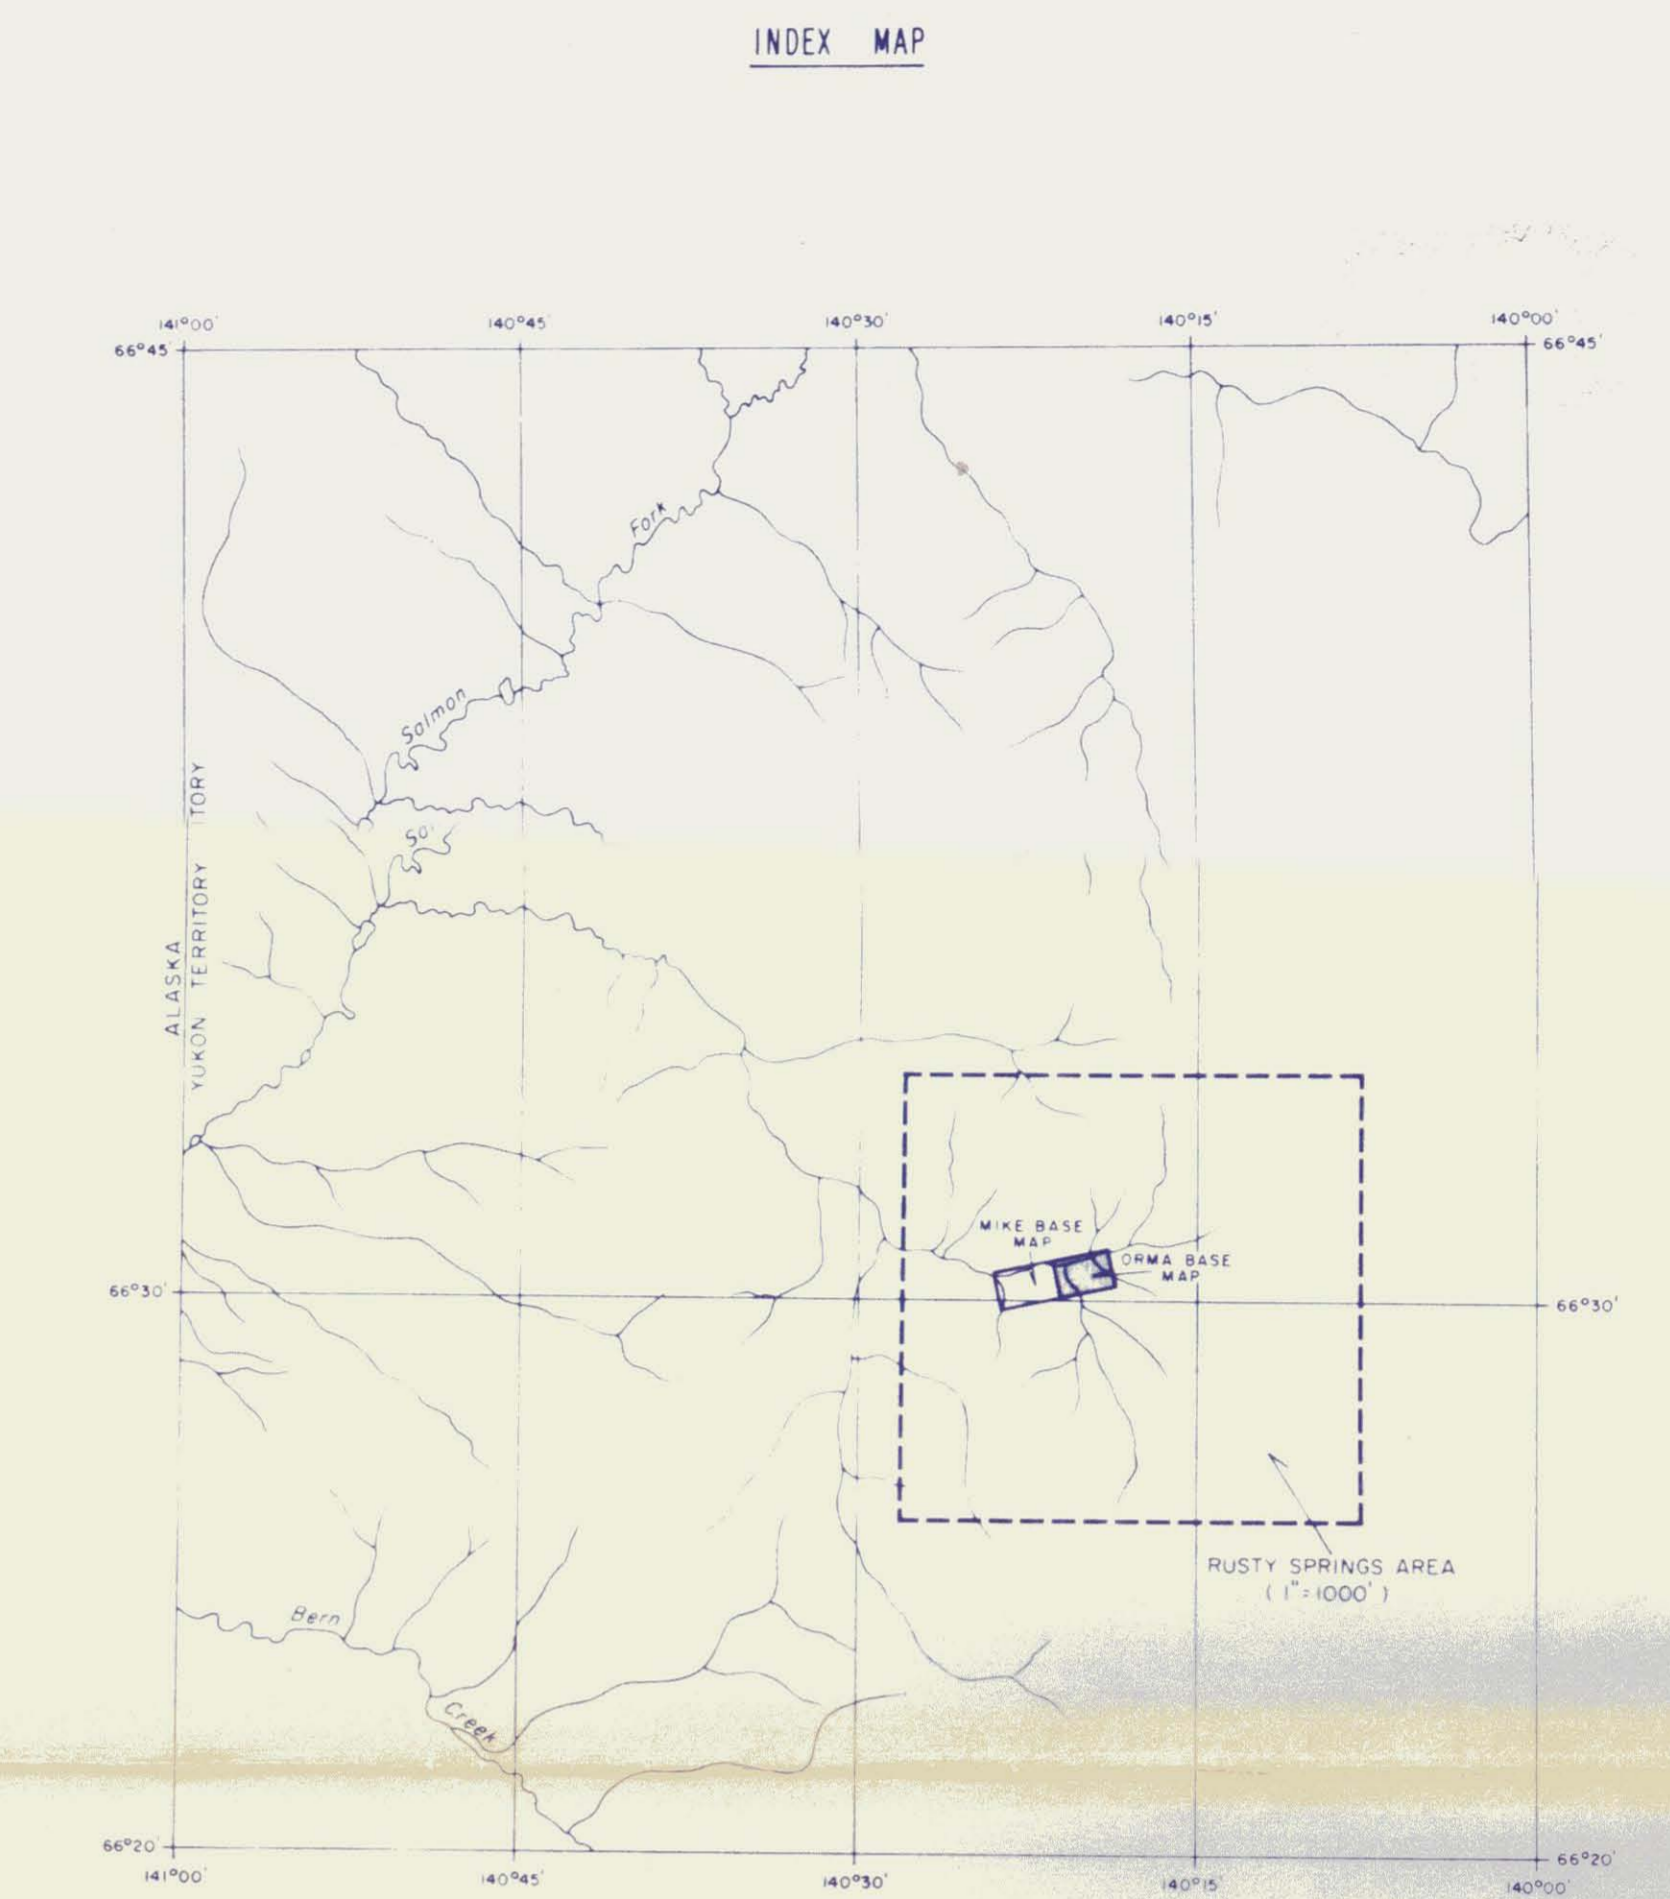 INDEX MAP
141°00' 140°45' 140°30' 140°15' 140°00'
66°45' 66°45'
Fork
Salmon
TORY
Sa
ALASKA
YUKON TERRITORY
MIKE BASE
MAP
ORMA BASE
MAP
66°30' 66°30'
RUSTY SPRINGS AREA
( 1"=1000' )
Bern
Creek
66°20' 66°20'
141°00' 140°45' 140°30' 140°15' 140°00'